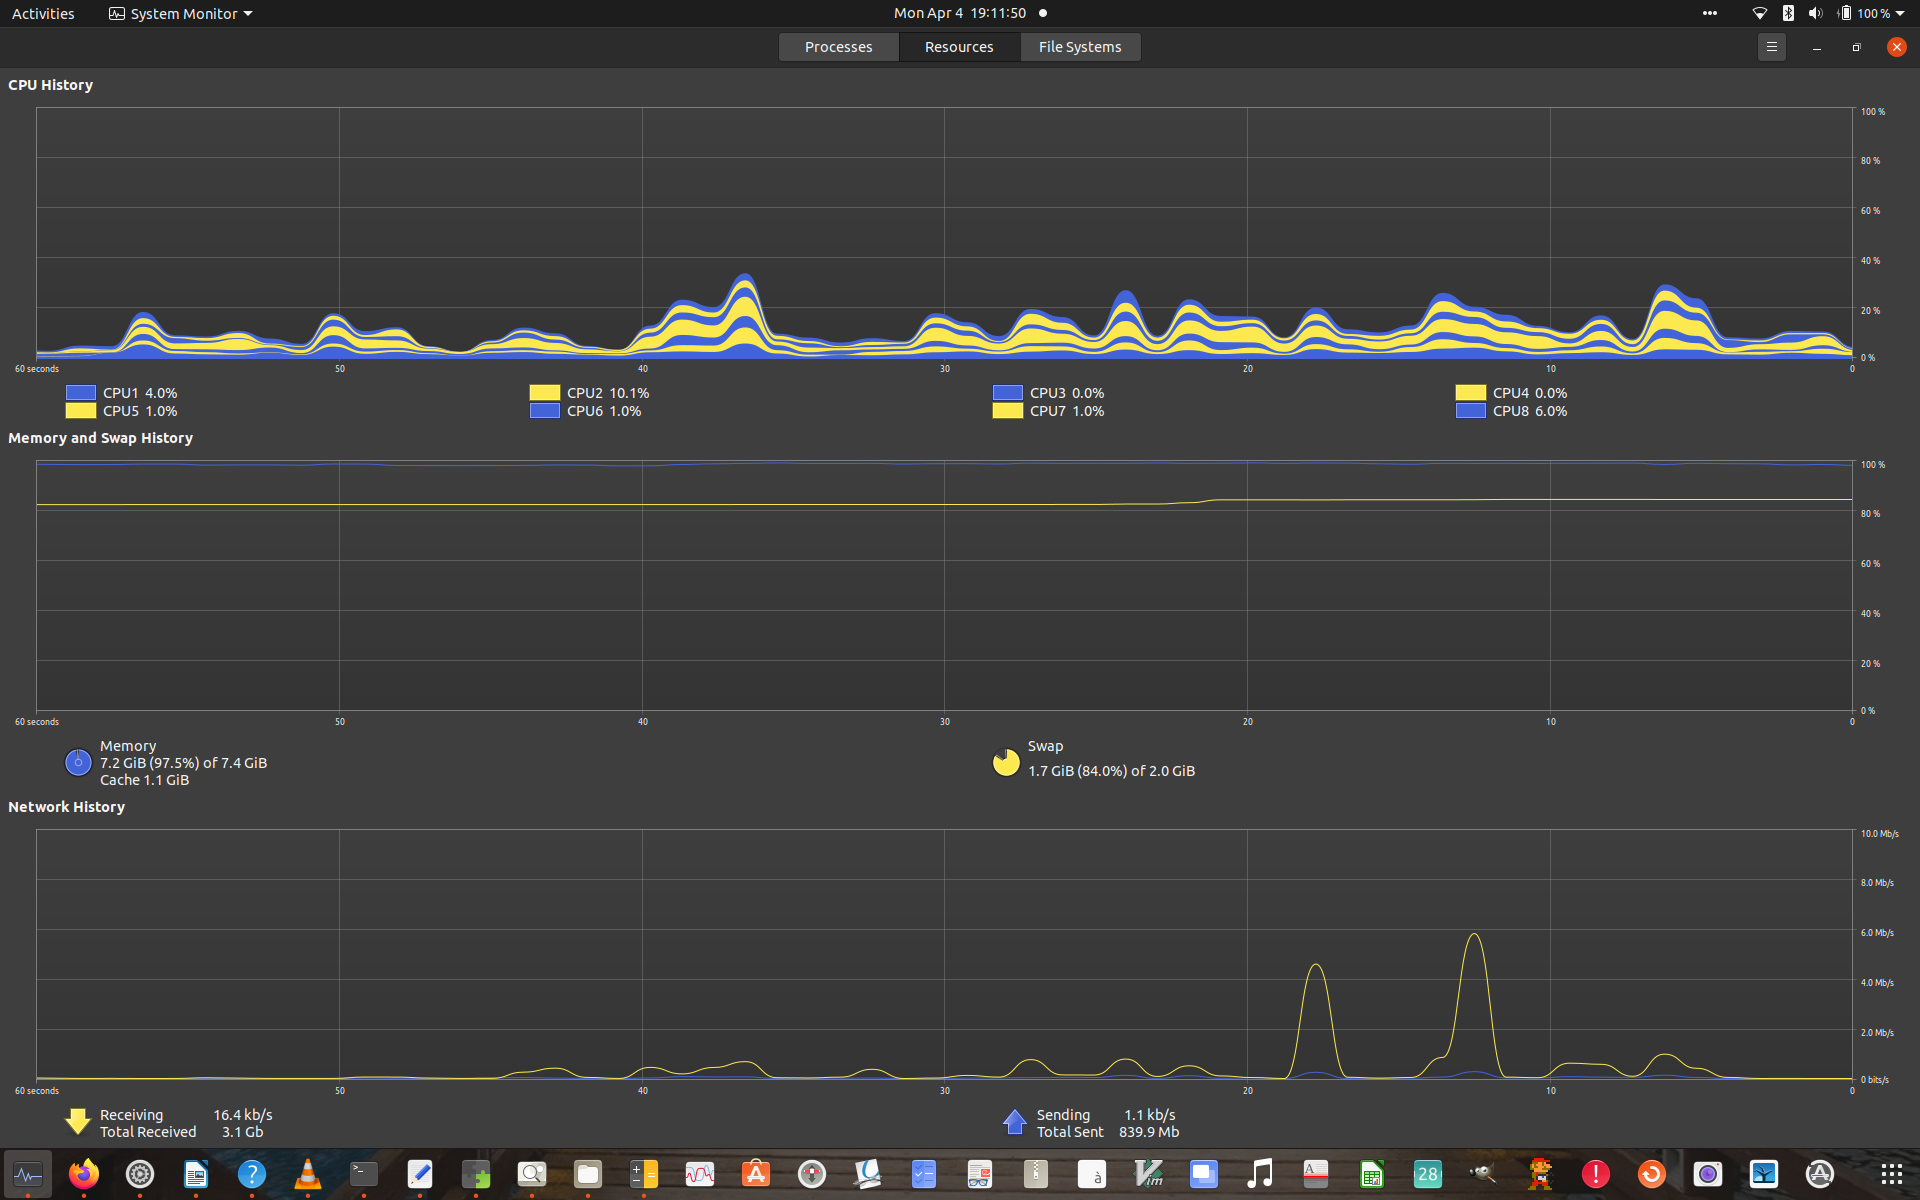 Activities System Monitor Mon Apr 4 19:11:50 100 %
Processes Resources File Systems
CPU History
100 %
80 %
60 %
40 %
20 %
0 %
60 seconds 50 40 30 20 10 0
CPU1 4.0% CPU2 10.1% CPU3 0.0% CPU4 0.0%
CPU5 1.0% CPU6 1.0% CPU7 1.0% CPU8 6.0%
Memory and Swap History
100 %
80 %
60 %
40 %
20 %
0 %
60 seconds 50 40 30 20 10 0
Memory
7.2 GiB (97.5%) of 7.4 GiB
Cache 1.1 GiB
Swap
1.7 GiB (84.0%) of 2.0 GiB
Network History
10.0 Mb/s
8.0 Mb/s
6.0 Mb/s
4.0 Mb/s
2.0 Mb/s
0 bits/s
60 seconds 50 40 30 20 10 0
Receiving 16.4 kb/s
Total Received 3.1 Gb
Sending 1.1 kb/s
Total Sent 839.9 Mb
? >_ à Vim A 28 !